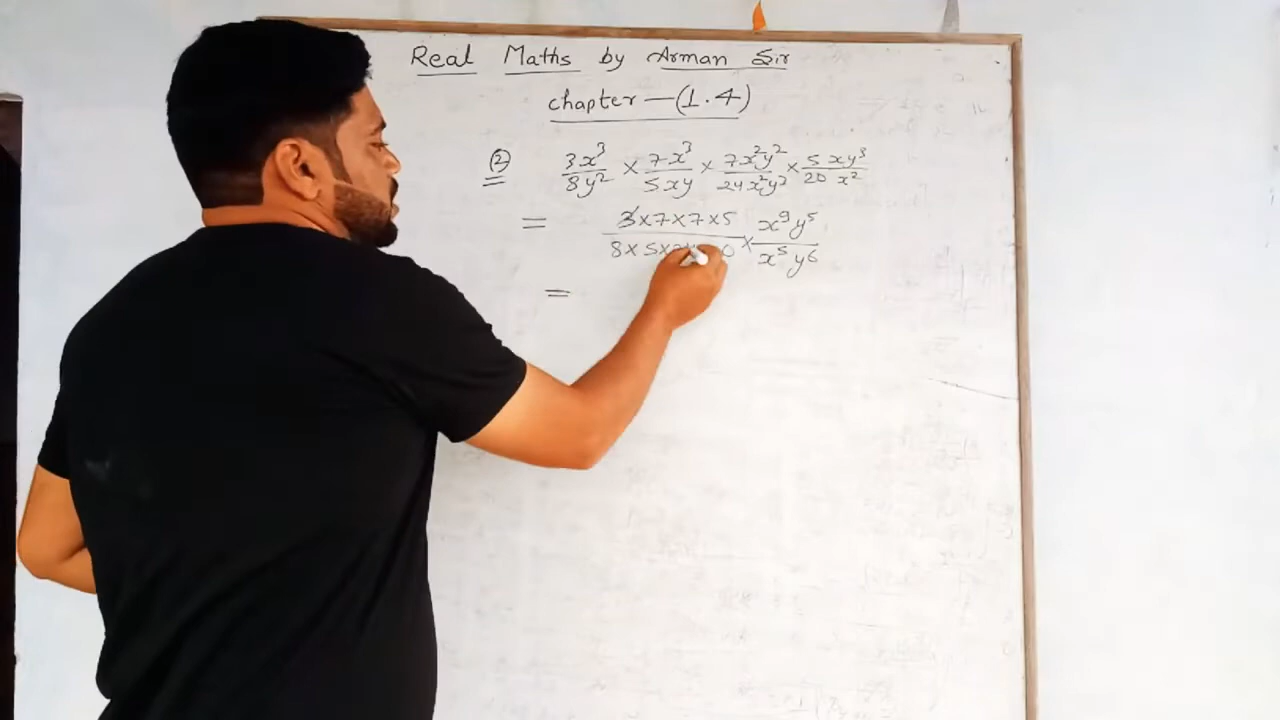 Real Maths by Arman Sir
chapter — (1.4)
(2) 3x³/8y² × 7x³/5xy × 7x²y²/24x²y³ × 5xy³/20x²
= 3×7×7×5/8×5× × x⁹y⁵/x⁵y⁶
=